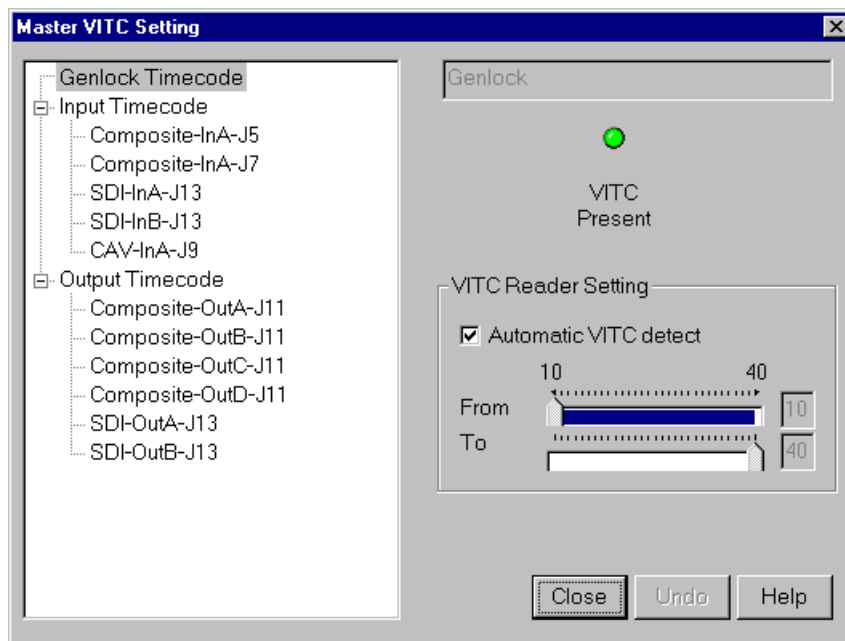 Master VITC Setting
Genlock Timecode
Input Timecode
Composite-InA-J5
Composite-InA-J7
SDI-InA-J13
SDI-InB-J13
CAV-InA-J9
Output Timecode
Composite-OutA-J11
Composite-OutB-J11
Composite-OutC-J11
Composite-OutD-J11
SDI-OutA-J13
SDI-OutB-J13
Genlock
VITC
Present
VITC Reader Setting
Automatic VITC detect
10 40
From 10
To 40
Close Undo Help